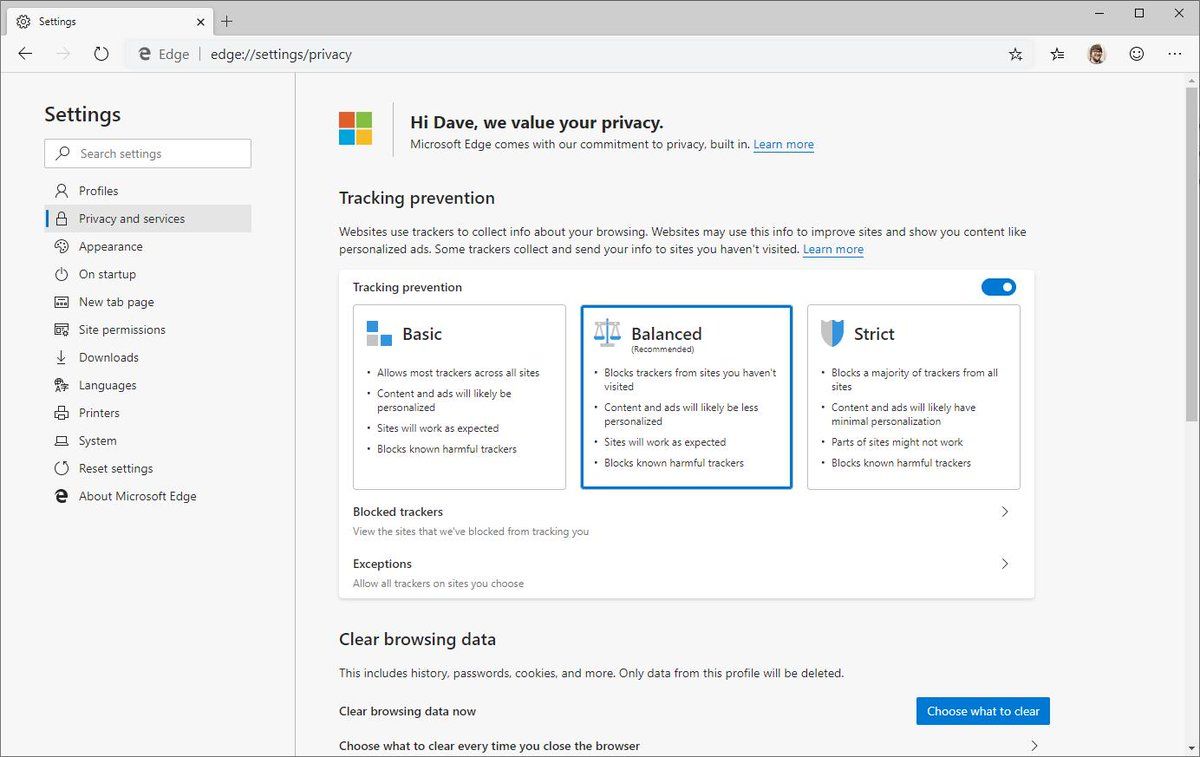 Settings
Edge
edge://settings/privacy
Settings
Search settings
Profiles
Privacy and services
Appearance
On startup
New tab page
Site permissions
Downloads
Languages
Printers
System
Reset settings
About Microsoft Edge
Hi Dave, we value your privacy.
Microsoft Edge comes with our commitment to privacy, built in. Learn more
Tracking prevention
Websites use trackers to collect info about your browsing. Websites may use this info to improve sites and show you content like
personalized ads. Some trackers collect and send your info to sites you haven't visited. Learn more
Tracking prevention
Basic
• Allows most trackers across all sites
• Content and ads will likely be
personalized
• Sites will work as expected
• Blocks known harmful trackers
Balanced
(Recommended)
• Blocks trackers from sites you haven't
visited
• Content and ads will likely be less
personalized
• Sites will work as expected
• Blocks known harmful trackers
Strict
• Blocks a majority of trackers from all
sites
• Content and ads will likely have
minimal personalization
• Parts of sites might not work
• Blocks known harmful trackers
Blocked trackers
View the sites that we've blocked from tracking you
Exceptions
Allow all trackers on sites you choose
Clear browsing data
This includes history, passwords, cookies, and more. Only data from this profile will be deleted.
Clear browsing data now
Choose what to clear
Choose what to clear every time you close the browser